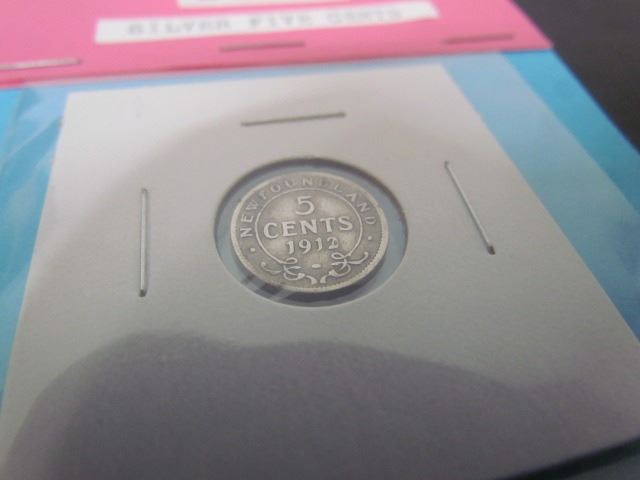 SILVER FIVE CENTS
NEWFOUNDLAND
5
CENTS
1912